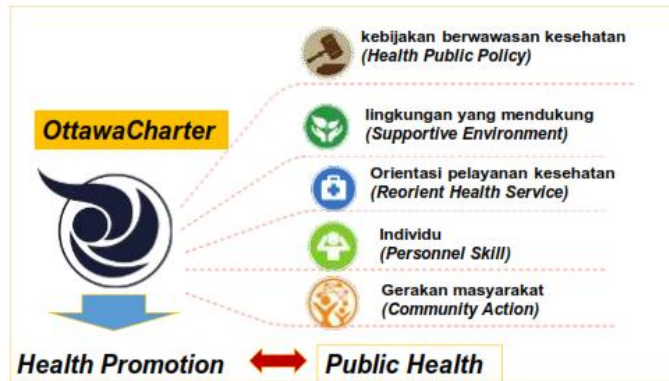 kebijakan berwawasan kesehatan
(Health Public Policy)
OttawaCharter
lingkungan yang mendukung
(Supportive Environment)
Orientasi pelayanan kesehatan
(Reorient Health Service)
Individu
(Personnel Skill)
Gerakan masyarakat
(Community Action)
Health Promotion
Public Health